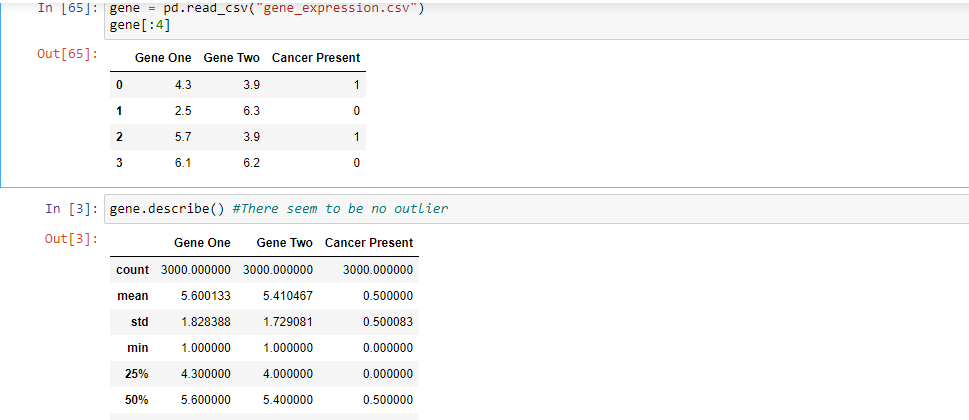 In [65]: gene = pd.read_csv("gene_expression.csv")
gene[:4]
Out[65]:
Gene One Gene Two Cancer Present
0 4.3 3.9 1
1 2.5 6.3 0
2 5.7 3.9 1
3 6.1 6.2 0
In [3]: gene.describe() #There seem to be no outlier
Out[3]:
Gene One Gene Two Cancer Present
count 3000.000000 3000.000000 3000.000000
mean 5.600133 5.410467 0.500000
std 1.828388 1.729081 0.500083
min 1.000000 1.000000 0.000000
25% 4.300000 4.000000 0.000000
50% 5.600000 5.400000 0.500000